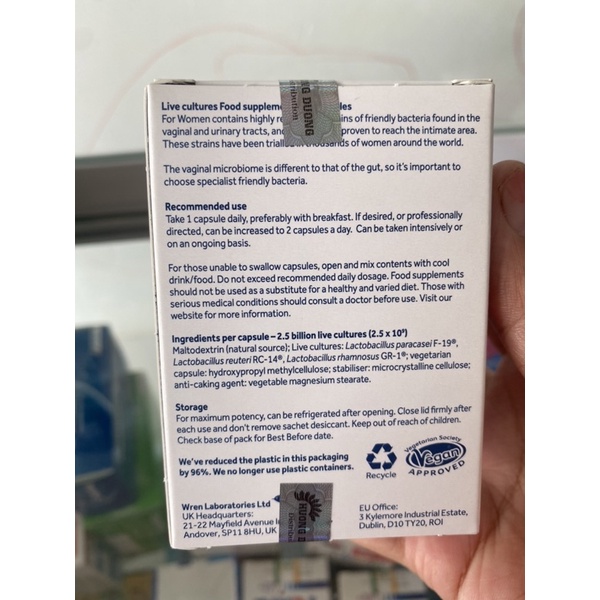 Live cultures Food les
For Women contains highly ins of friendly bacteria found in the
vaginal and urinary tracts, an proven to reach the intimate area.
These strains have been of women around the world.
The vaginal microbiome is different to that of the gut, so it's important to
choose specialist friendly bacteria.
Recommended use
Take 1 capsule daily, preferably with breakfast. If desired, or professionally
directed, can be increased to 2 capsules a day. Can be taken intensively or
on an ongoing basis.
For those unable to swallow capsules, open and mix contents with cool
drink/food. Do not exceed recommended daily dosage. Food supplements
should not be used as a substitute for a healthy and varied diet. Those with
serious medical conditions should consult a doctor before use. Visit our
website for more information.
Ingredients per capsule – 2.5 billion live cultures (2.5 x 10⁹)
Maltodextrin (natural source); Live cultures: Lactobacillus paracasei F-19®,
Lactobacillus reuteri RC-14®, Lactobacillus rhamnosus GR-1®; vegetarian
capsule: hydroxypropyl methylcellulose; stabiliser: microcrystalline cellulose;
anti-caking agent: vegetable magnesium stearate.
Storage
For maximum potency, can be refrigerated after opening. Close lid firmly after
each use and don't remove sachet desiccant. Keep out of reach of children.
Check base of pack for Best Before date.
We've reduced the plastic in this packaging
by 96%. We no longer use plastic containers.
Recycle
Vegetarian Society
Vegan
APPROVED
Wren Laboratories Ltd
UK Headquarters:
21-22 Mayfield Avenue
Andover, SP11 8HU, UK
EU Office:
3 Kylemore Industrial Estate,
Dublin, D10 TY20, ROI
NG DUONG
Distribution
HUONG D
Distrib